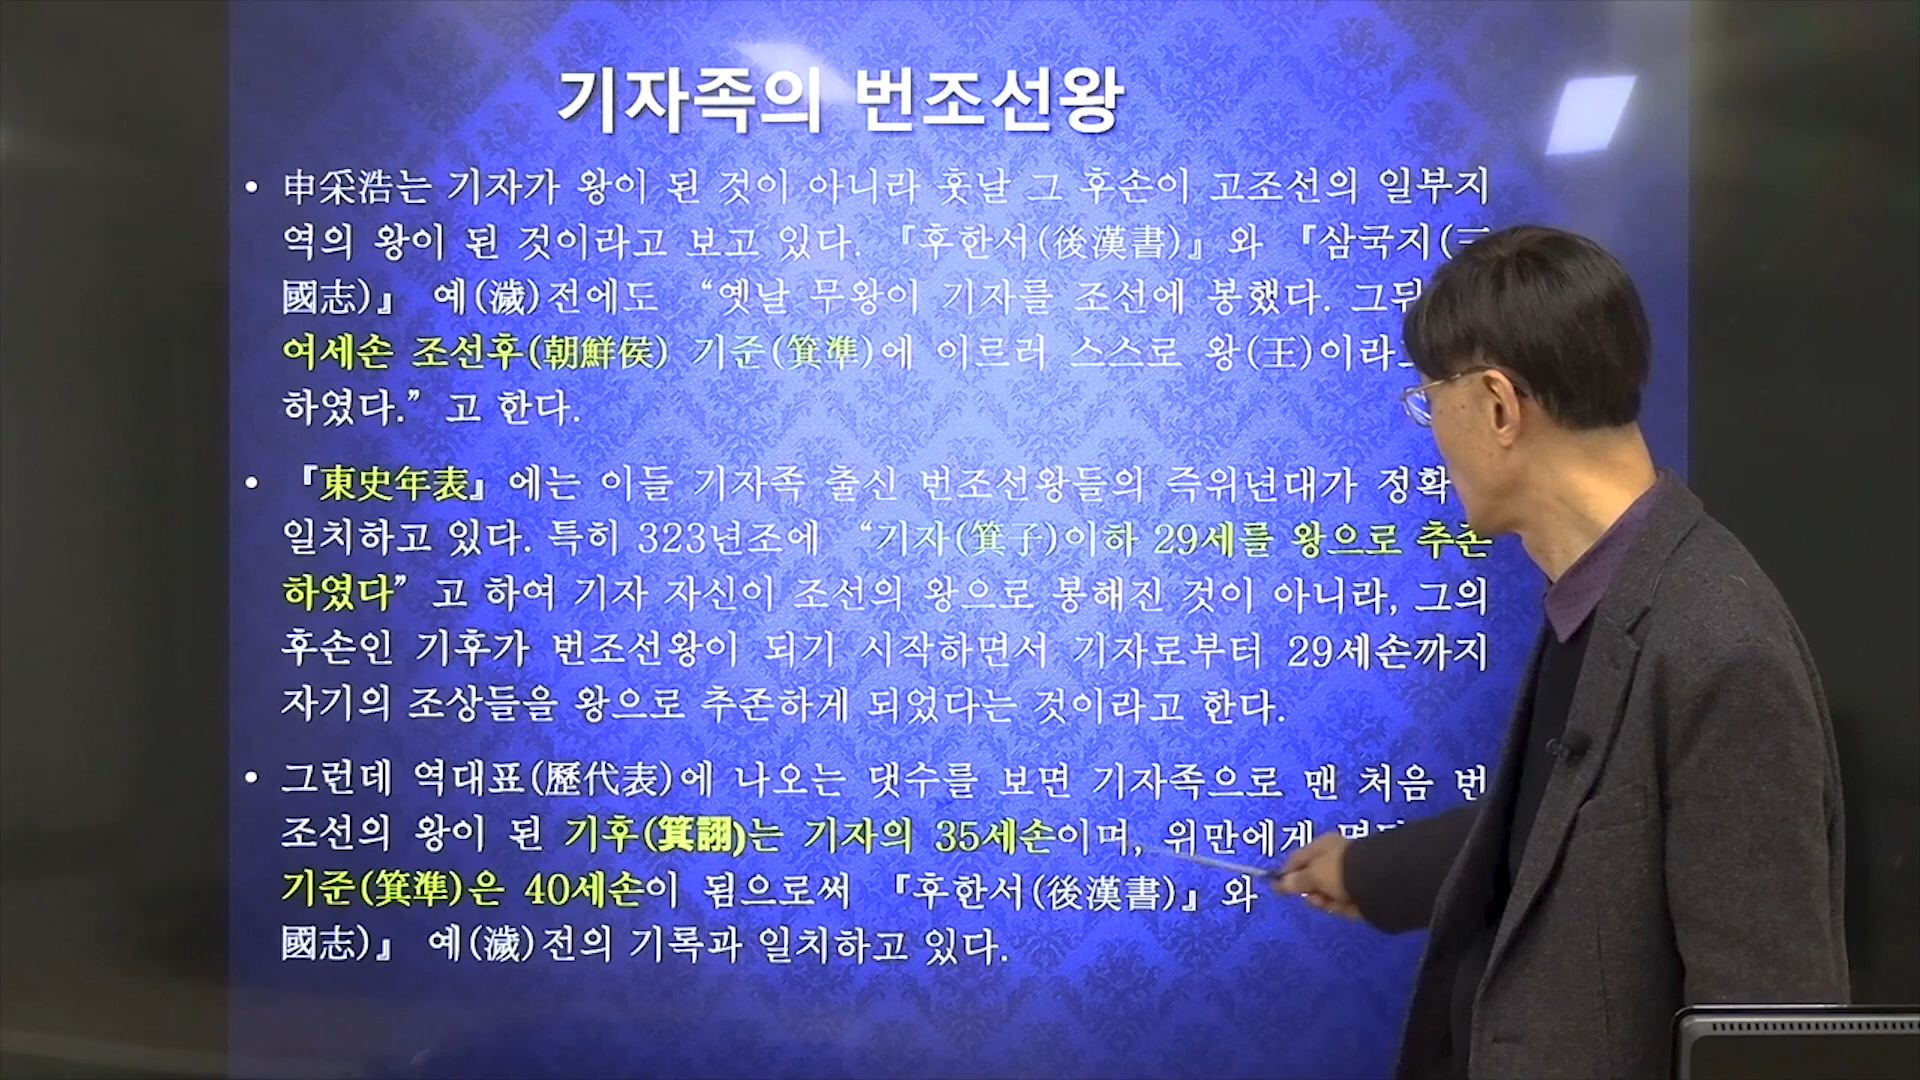 기자족의 번조선왕
• 申采浩는 기자가 왕이 된 것이 아니라 훗날 그 후손이 고조선의 일부지
역의 왕이 된 것이라고 보고 있다. 『후한서(後漢書)』와 『삼국지(三
國志)』 예(濊)전에도 “옛날 무왕이 기자를 조선에 봉했다. 그뒤
여세손 조선후(朝鮮侯) 기준(箕準)에 이르러 스스로 왕(王)이라
하였다.”고 한다.
• 『東史年表』에는 이들 기자족 출신 번조선왕들의 즉위년대가 정확
일치하고 있다. 특히 323년조에 “기자(箕子)이하 29세를 왕으로 추존
하였다”고 하여 기자 자신이 조선의 왕으로 봉해진 것이 아니라, 그의
후손인 기후가 번조선왕이 되기 시작하면서 기자로부터 29세손까지
자기의 조상들을 왕으로 추존하게 되었다는 것이라고 한다.
• 그런데 역대표(歷代表)에 나오는 댓수를 보면 기자족으로 맨 처음 번
조선의 왕이 된 기후(箕詡)는 기자의 35세손이며, 위만에게
기준(箕準)은 40세손이 됨으로써 『후한서(後漢書)』와
國志)』 예(濊)전의 기록과 일치하고 있다.